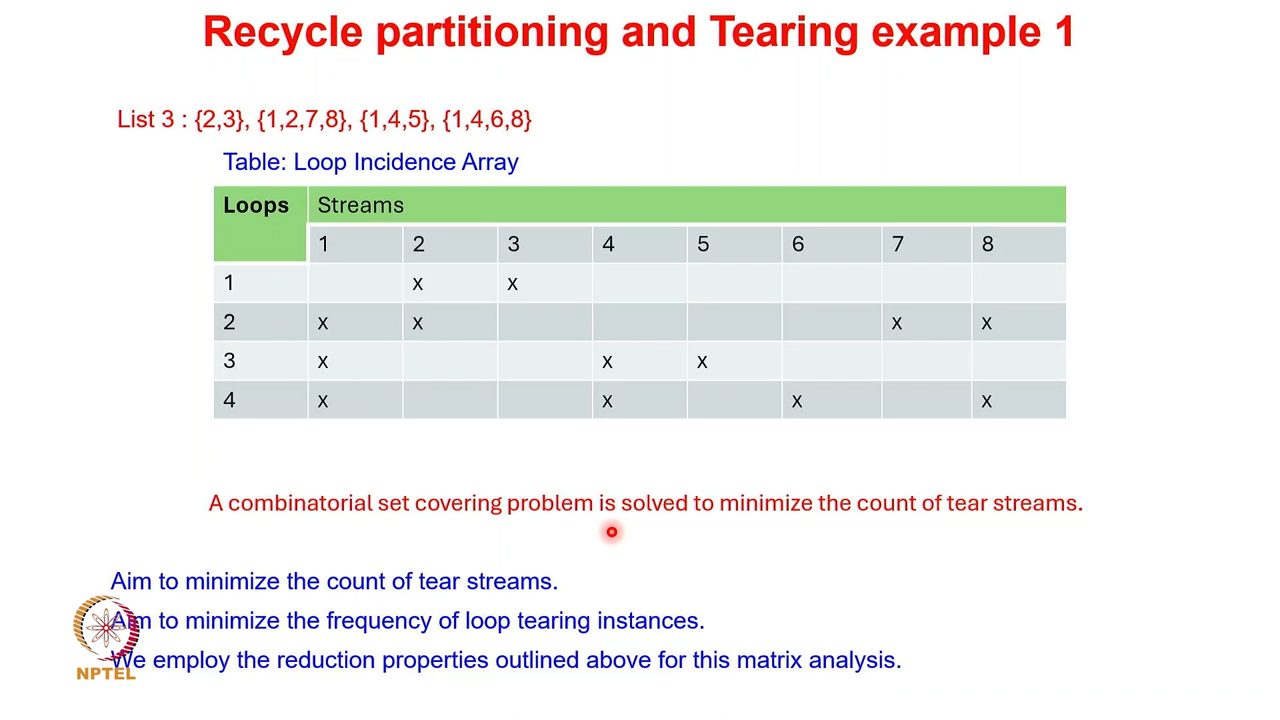 Recycle partitioning and Tearing example 1
List 3 : {2,3}, {1,2,7,8}, {1,4,5}, {1,4,6,8}
Table: Loop Incidence Array
Loops Streams
1 2 3 4 5 6 7 8
1 x x
2 x x x x
3 x x x
4 x x x x
A combinatorial set covering problem is solved to minimize the count of tear streams.
Aim to minimize the count of tear streams.
Aim to minimize the frequency of loop tearing instances.
We employ the reduction properties outlined above for this matrix analysis.
NPTEL